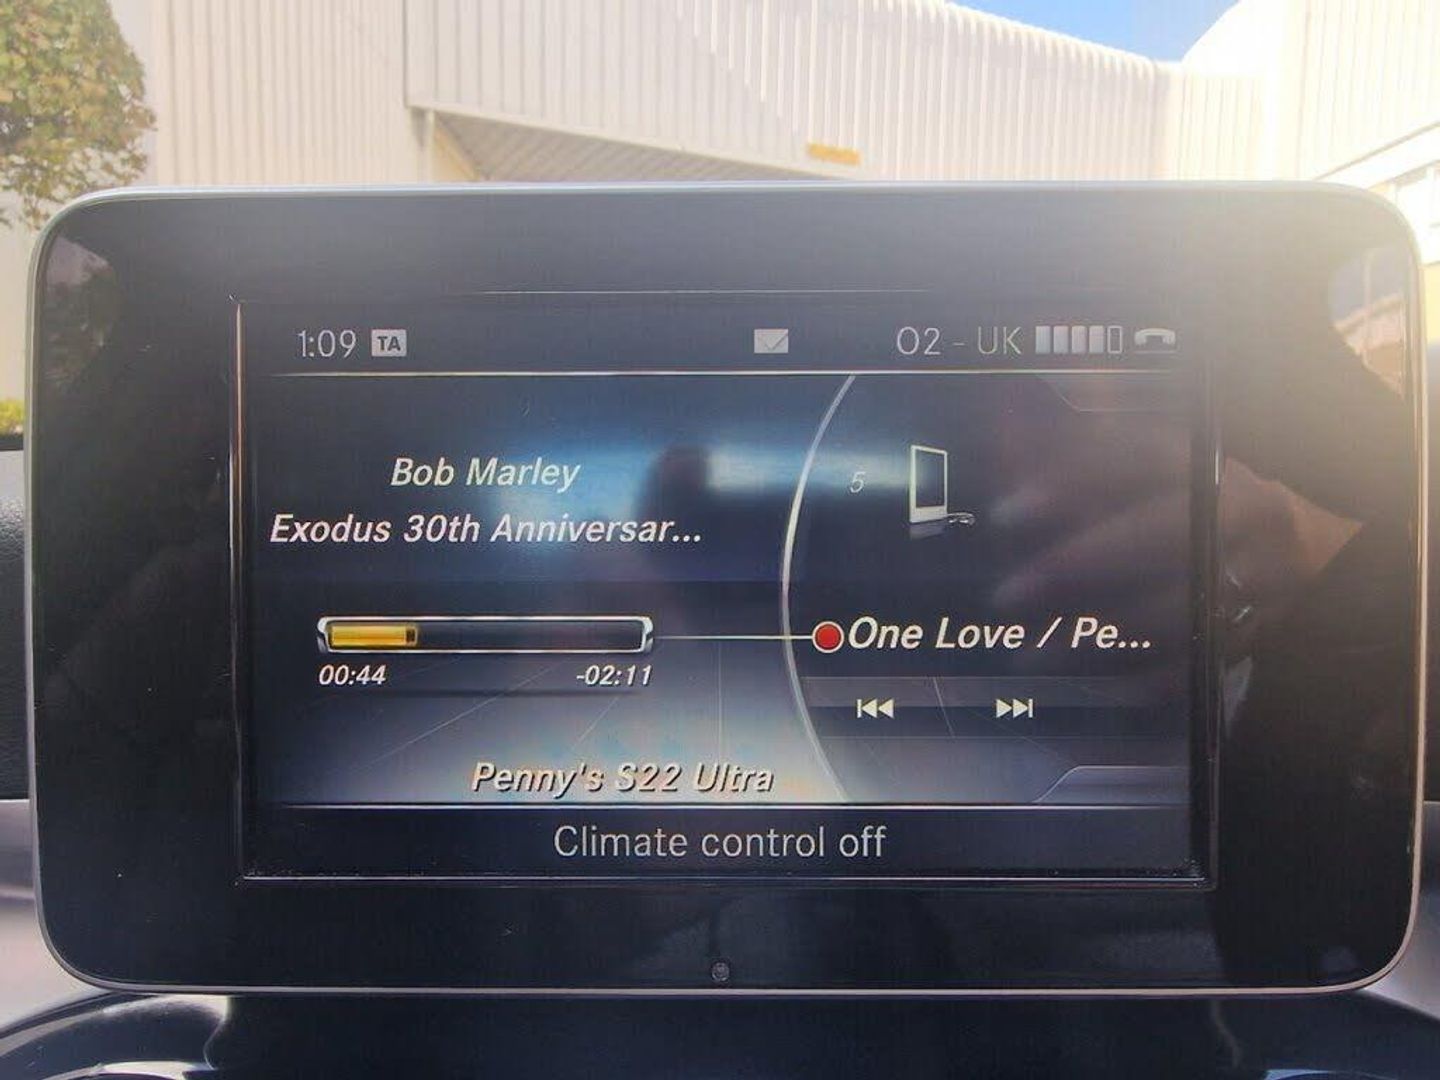 1:09 TA O2 - UK
Bob Marley
5
Exodus 30th Anniversar...
One Love / Pe...
00:44 -02:11
Penny's S22 Ultra
Climate control off